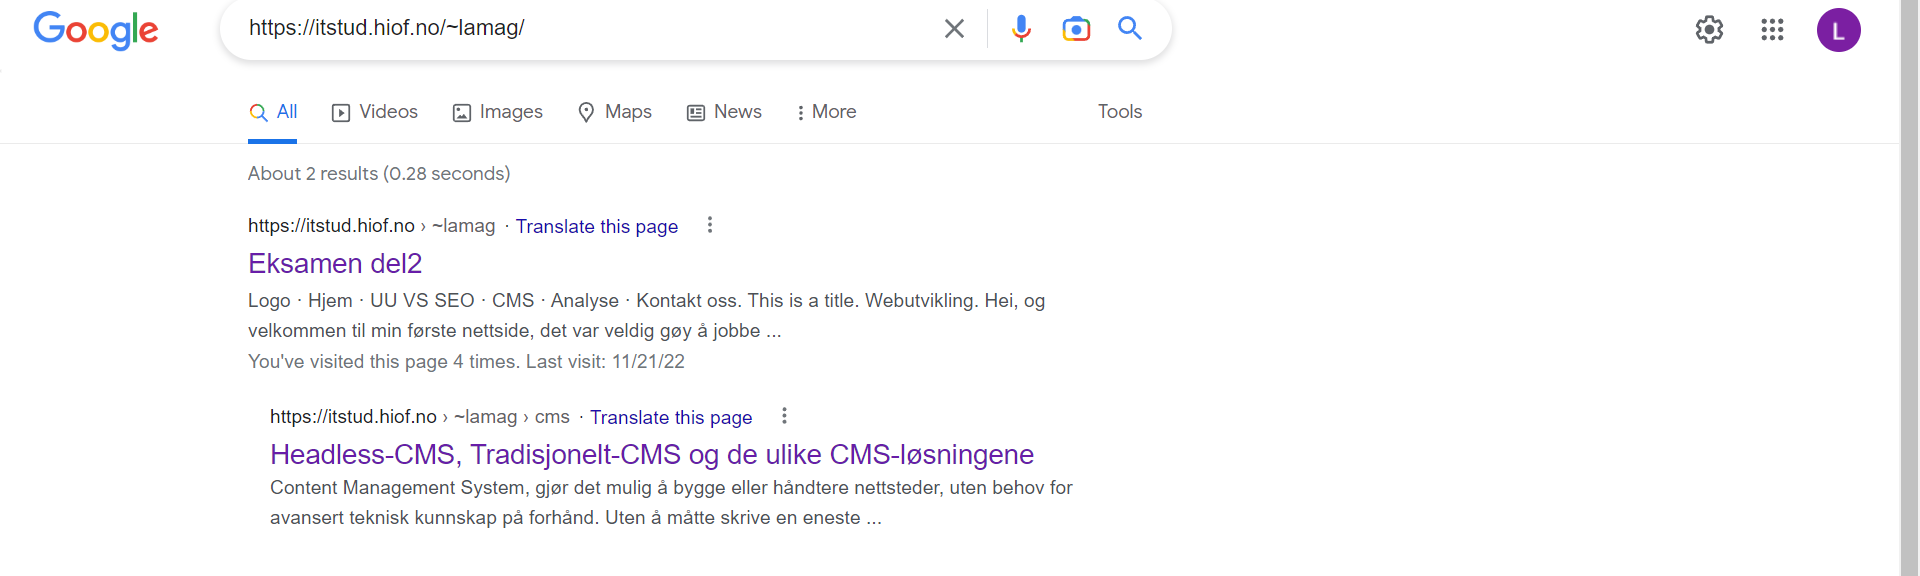 Google
https://itstud.hiof.no/~lamag/
L
All Videos Images Maps News More Tools
About 2 results (0.28 seconds)
https://itstud.hiof.no › ~lamag · Translate this page
Eksamen del2
Logo · Hjem · UU VS SEO · CMS · Analyse · Kontakt oss. This is a title. Webutvikling. Hei, og
velkommen til min første nettside, det var veldig gøy å jobbe ...
You've visited this page 4 times. Last visit: 11/21/22
https://itstud.hiof.no › ~lamag › cms · Translate this page
Headless-CMS, Tradisjonelt-CMS og de ulike CMS-løsningene
Content Management System, gjør det mulig å bygge eller håndtere nettsteder, uten behov for
avansert teknisk kunnskap på forhånd. Uten å måtte skrive en eneste ...